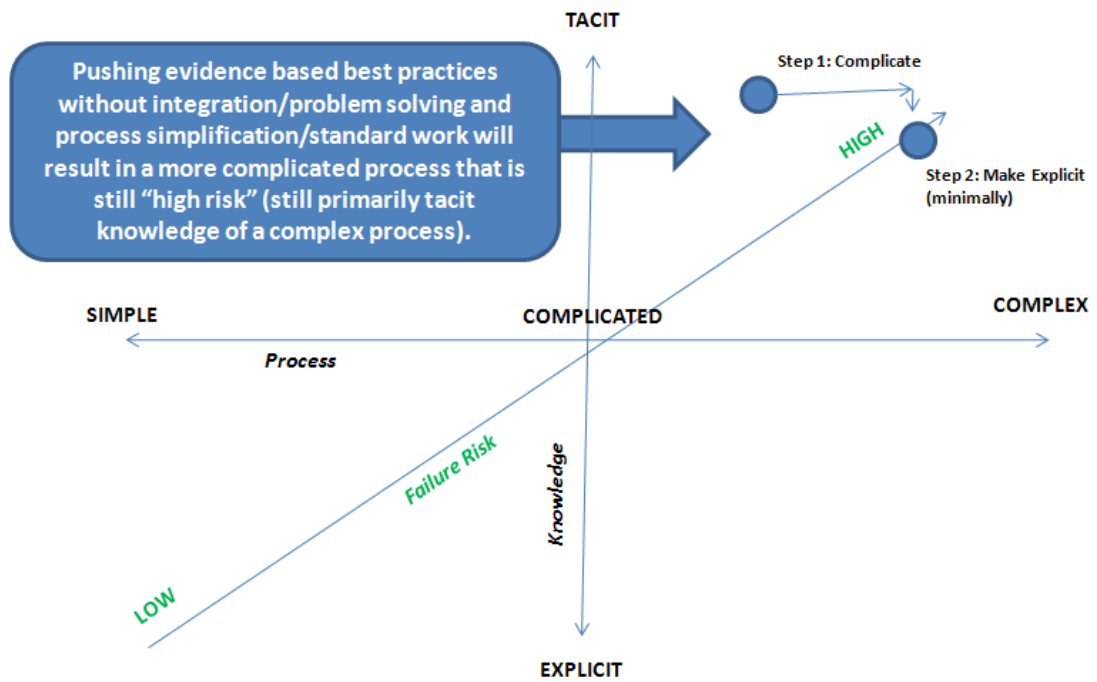 TACIT
Pushing evidence based best practices
without integration/problem solving and
process simplification/standard work will
result in a more complicated process that is
still “high risk” (still primarily tacit
knowledge of a complex process).
Step 1: Complicate
HIGH
Step 2: Make Explicit
(minimally)
SIMPLE
COMPLICATED
COMPLEX
Process
Failure Risk
Knowledge
LOW
EXPLICIT